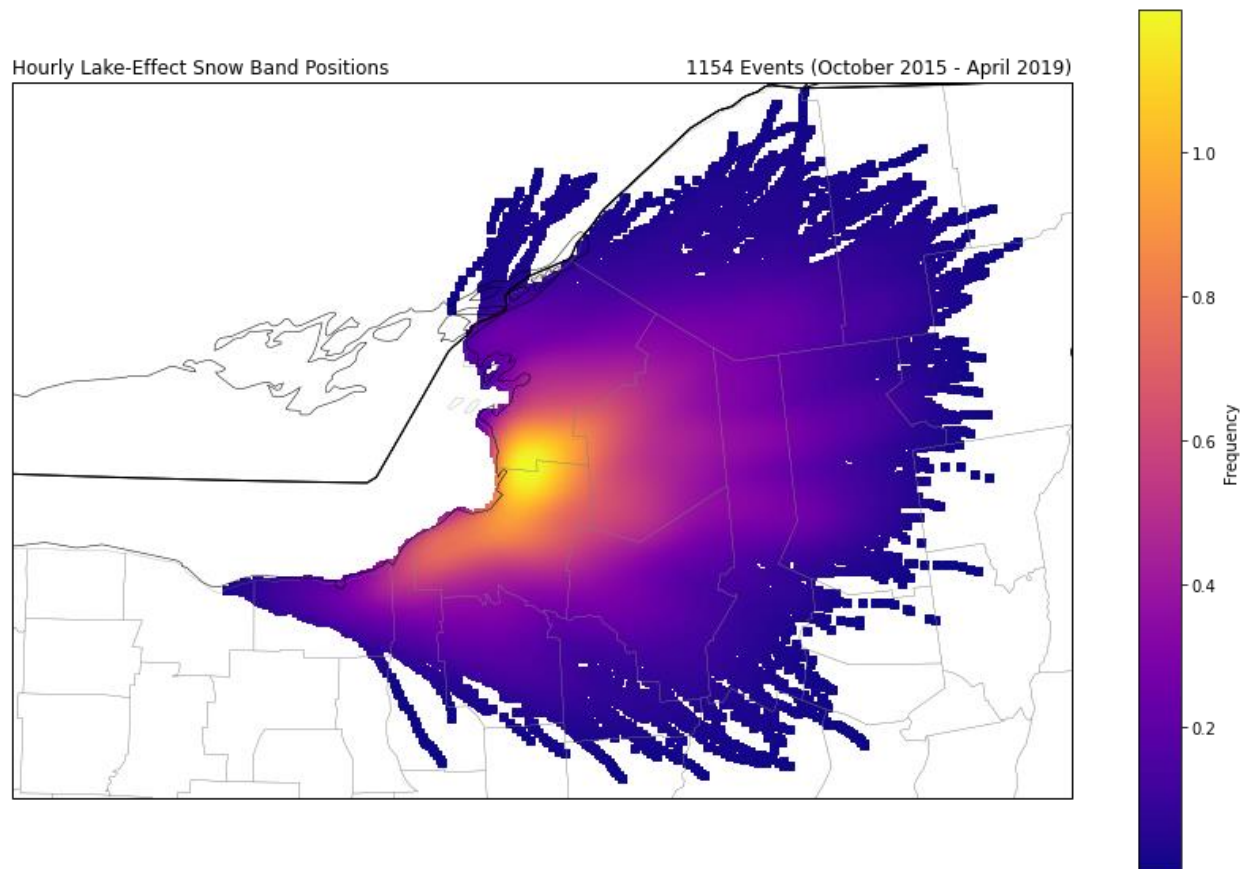 Hourly Lake-Effect Snow Band Positions
1154 Events (October 2015 - April 2019)
1.0
0.8
0.6
Frequency
0.4
0.2